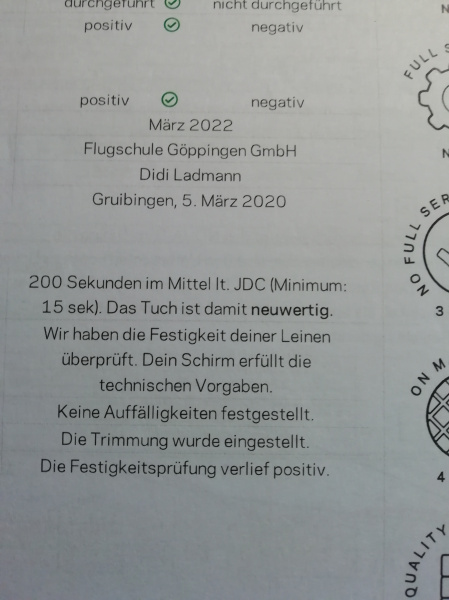 durchgeführt nicht durchgeführt
positiv negativ
positiv negativ
März 2022
Flugschule Göppingen GmbH
Didi Ladmann
Gruibingen, 5. März 2020
200 Sekunden im Mittel lt. JDC (Minimum:
15 sek). Das Tuch ist damit neuwertig.
Wir haben die Festigkeit deiner Leinen
überprüft. Dein Schirm erfüllt die
technischen Vorgaben.
Keine Auffälligkeiten festgestellt.
Die Trimmung wurde eingestellt.
Die Festigkeitsprüfung verlief positiv.
N
FULL S
N
NO FULL SER
3
ON M
4
QUALITY